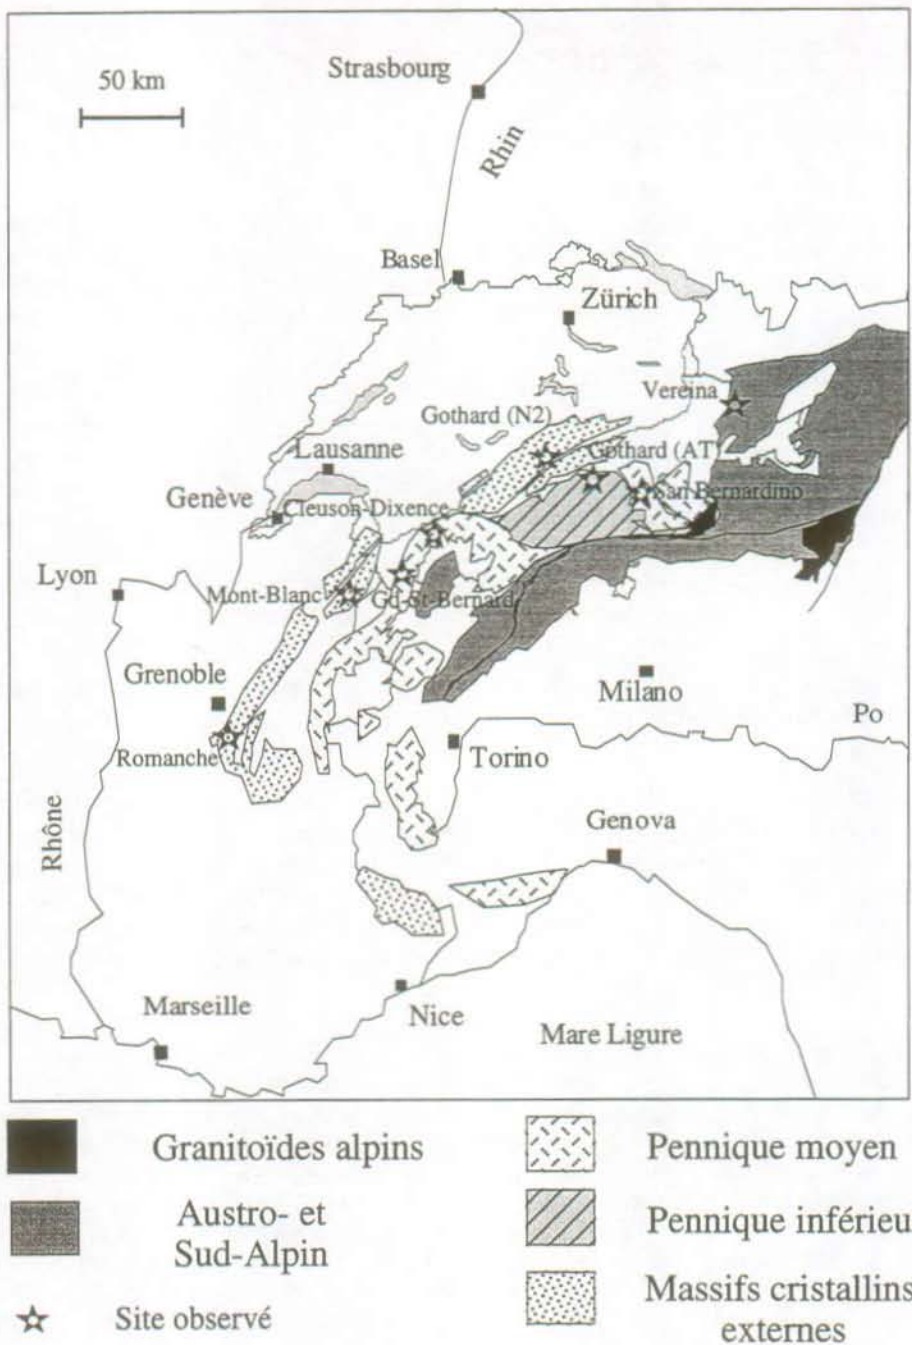 Strasbourg
50 km
Rhin
Basel
Zürich
Vereina
Gothard (N2)
Gothard (AT)
Lausanne
San Bernardino
Genève
Cleuson-Dixence
Lyon
Mont-Blanc
Gd-St-Bernard
Grenoble
Milano
Po
Romanche
Torino
Rhône
Genova
Marseille
Nice
Mare Ligure
Granitoïdes alpins
Pennique moyen
Austro- et
Sud-Alpin
Pennique inférieu
Site observé
Massifs cristallins
externes